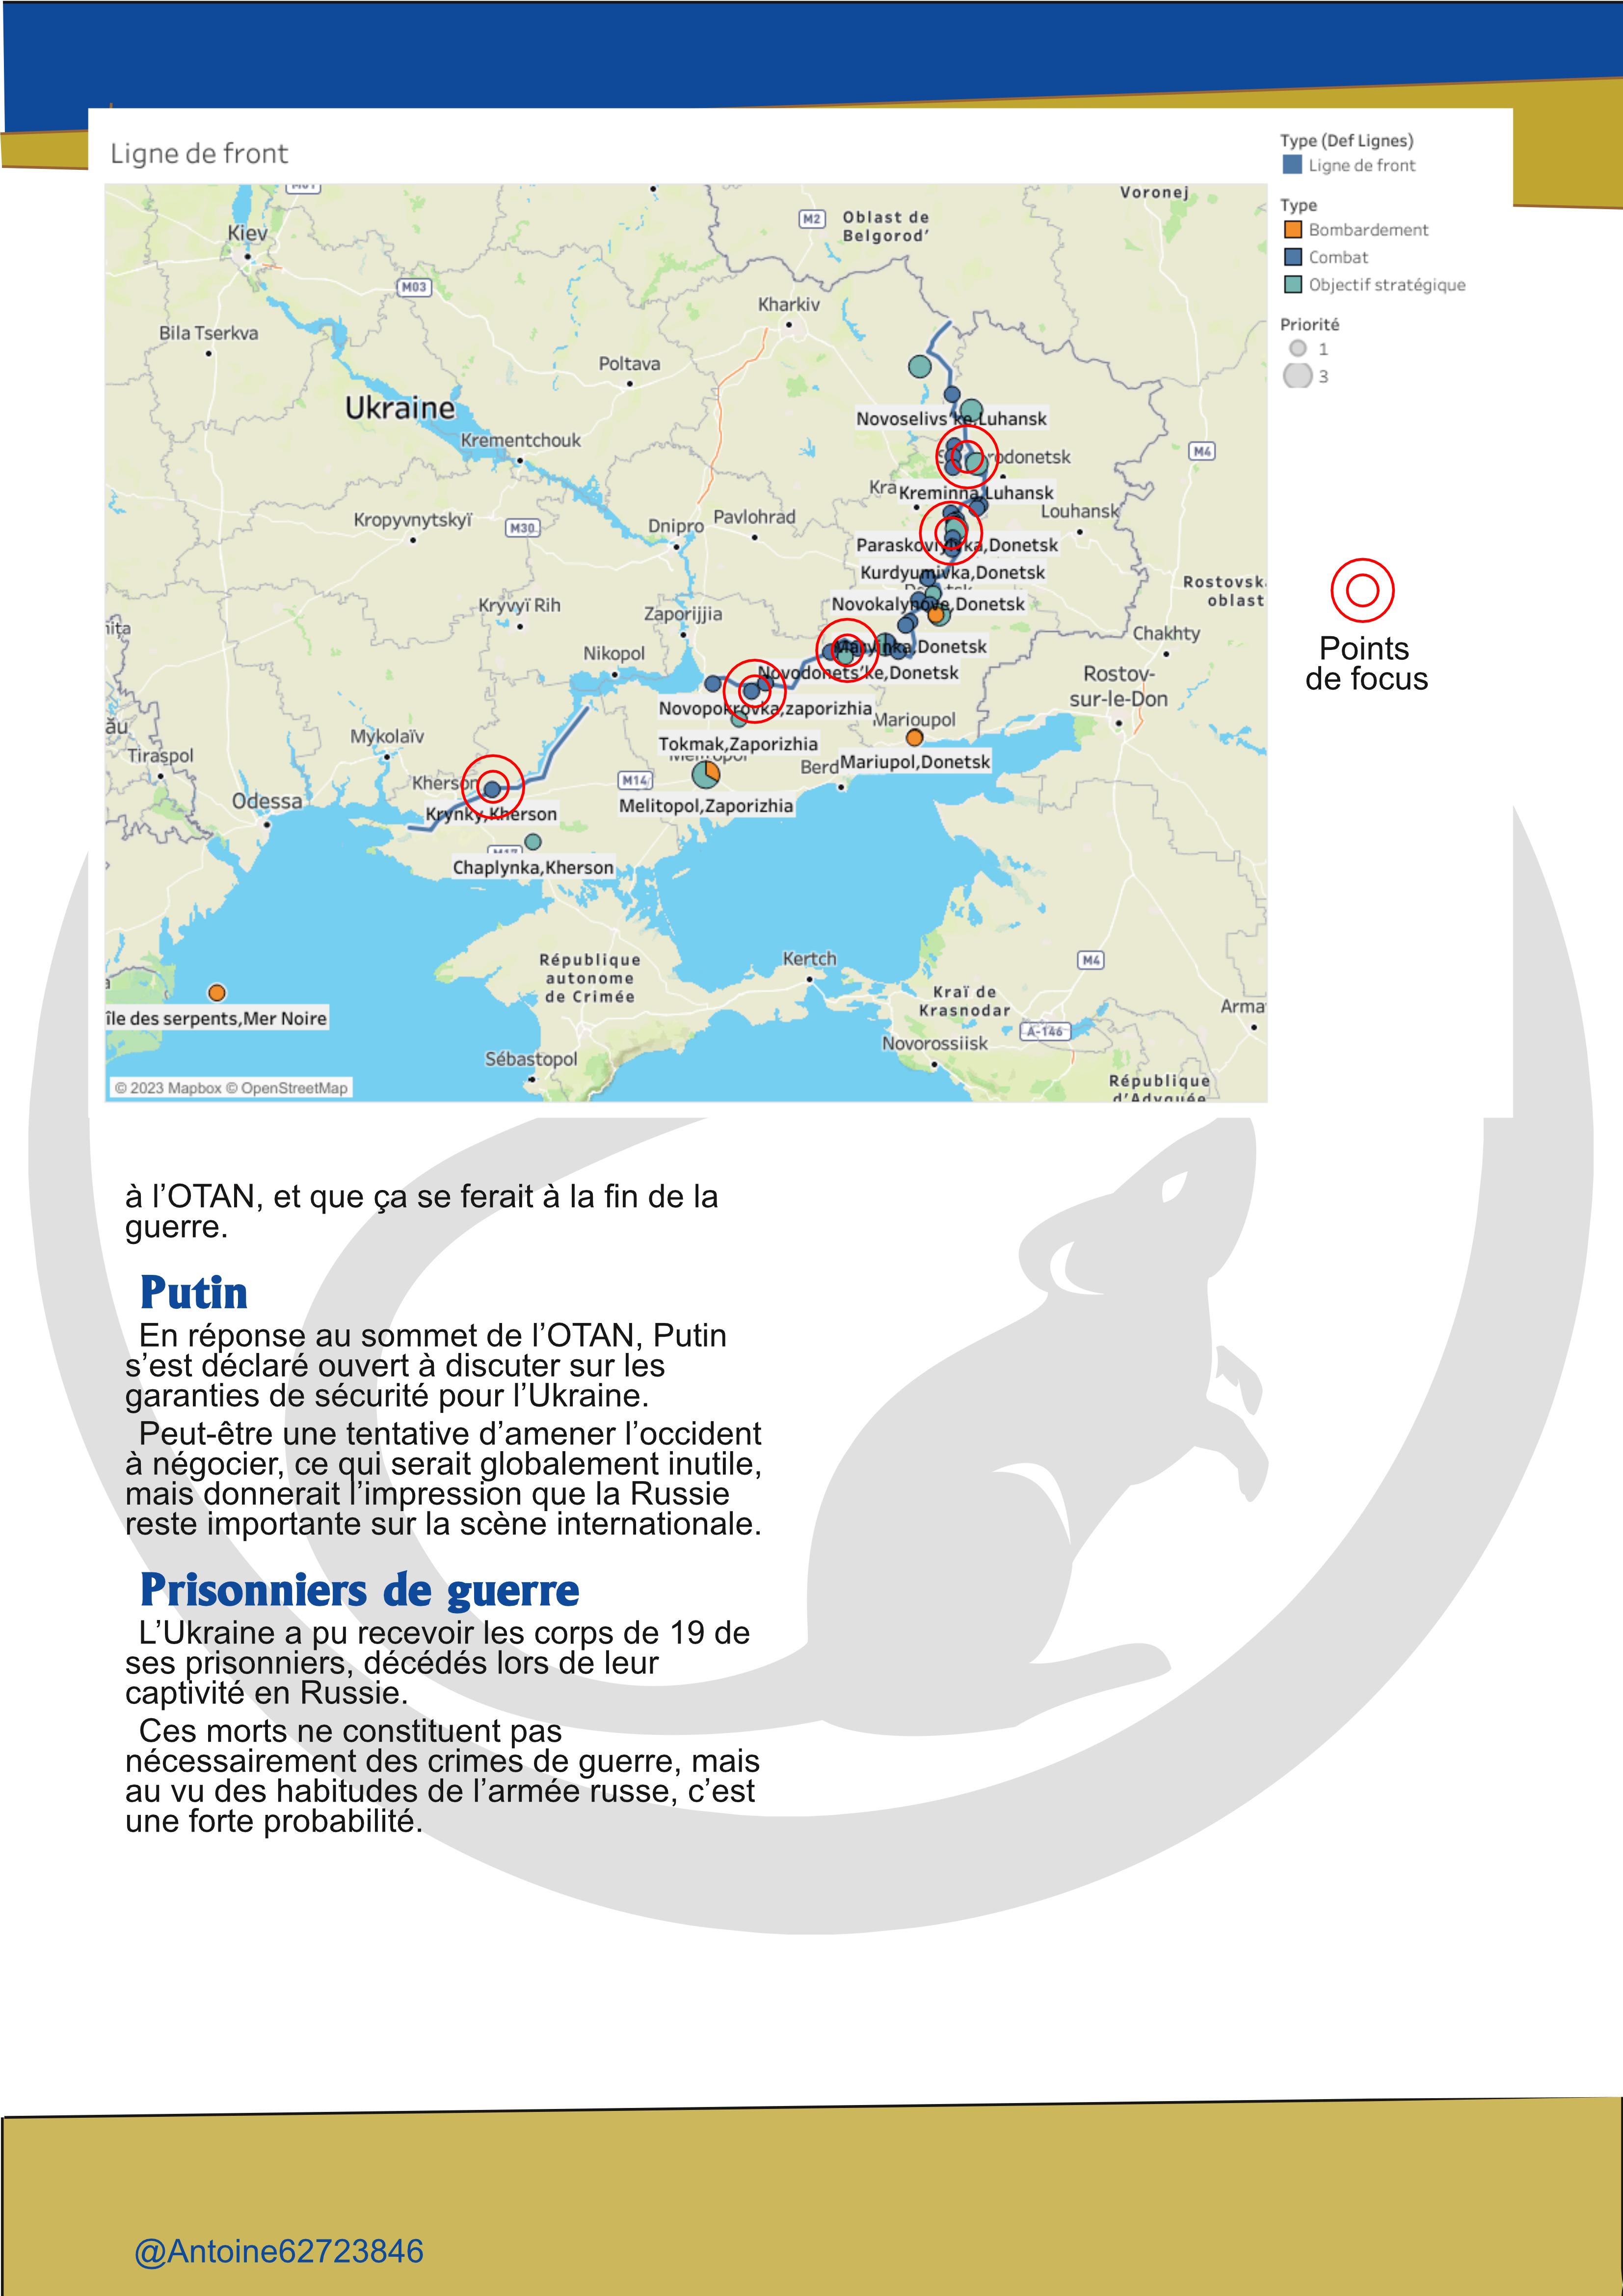 Ligne de front
Type (Def Lignes)
Ligne de front
Type
Bombardement
Combat
Objectif stratégique
Priorité
1
3
Points
de focus
Voronej
M2
Oblast de
Belgorod’
Kiev
M03
Kharkiv
Bila Tserkva
Poltava
Ukraine
Novoselivs'ke,Luhansk
Krementchouk
rodonetsk
M4
Kra
Kreminna,Luhansk
Louhansk
Kropyvnytskyï
M30
Dnipro
Pavlohrad
Donetsk
Kurdyumivka,Donetsk
Rostovsk
oblast
Kryvyï Rih
Zaporijjia
Novokalynove,Donetsk
Chakhty
Nikopol
Mar'inka,Donetsk
Novodonets'ke,Donetsk
Rostov-
sur-le-Don
Novopokrovka,zaporizhia
Marioupol
Mykolaïv
Tokmak,Zaporizhia
Tiraspol
Berd
Mariupol,Donetsk
Kherson
M14
Melitopol,Zaporizhia
Odessa
Krynky,Kherson
Chaplynka,Kherson
République
autonome
de Crimée
Kertch
M4
Kraï de
Krasnodar
île des serpents,Mer Noire
Arma
A-146
Novorossiisk
Sébastopol
République
d'Adyguée
© 2023 Mapbox © OpenStreetMap
à l’OTAN, et que ça se ferait à la fin de la
guerre.
Putin
En réponse au sommet de l’OTAN, Putin
s’est déclaré ouvert à discuter sur les
garanties de sécurité pour l’Ukraine.
Peut-être une tentative d’amener l’occident
à négocier, ce qui serait globalement inutile,
mais donnerait l’impression que la Russie
reste importante sur la scène internationale.
Prisonniers de guerre
L’Ukraine a pu recevoir les corps de 19 de
ses prisonniers, décédés lors de leur
captivité en Russie.
Ces morts ne constituent pas
nécessairement des crimes de guerre, mais
au vu des habitudes de l’armée russe, c’est
une forte probabilité.
@Antoine62723846